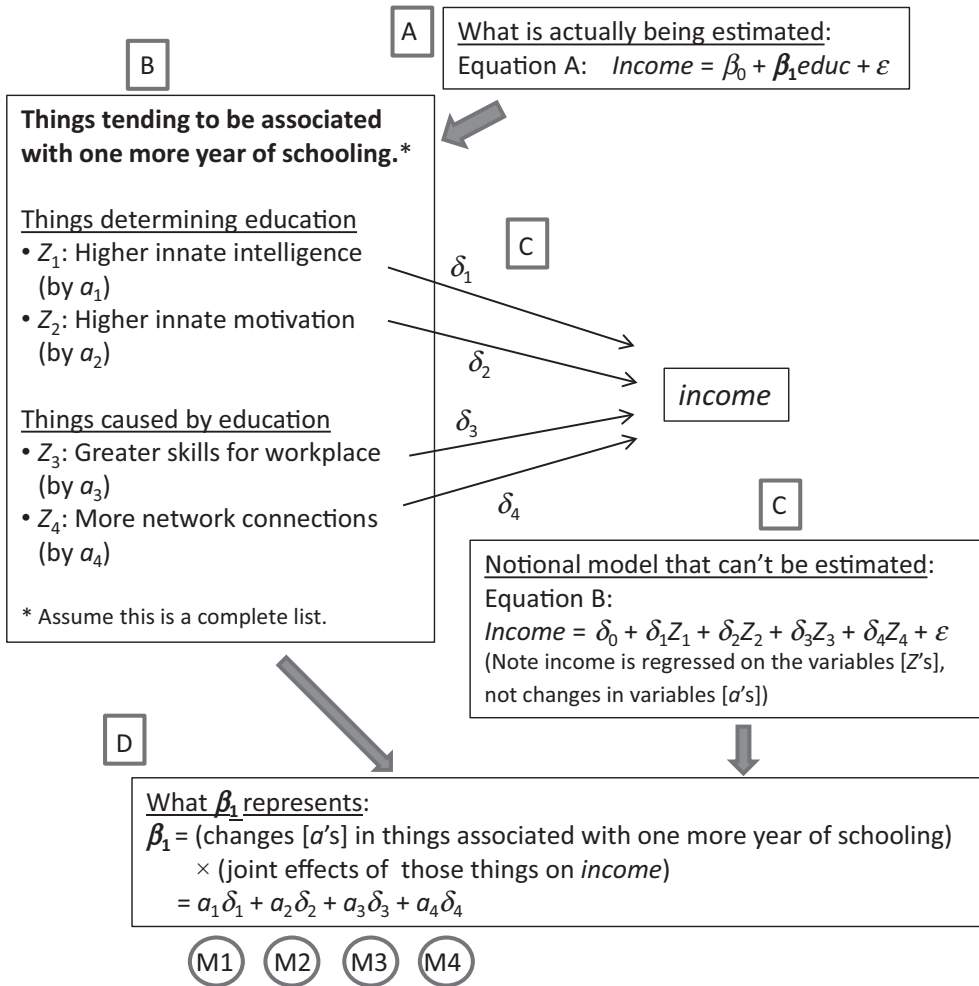 A
What is actually being estimated:
Equation A: Income = β₀ + β₁educ + ε
B
Things tending to be associated
with one more year of schooling.*
Things determining education
• Z₁: Higher innate intelligence
(by a₁)
• Z₂: Higher innate motivation
(by a₂)
Things caused by education
• Z₃: Greater skills for workplace
(by a₃)
• Z₄: More network connections
(by a₄)
* Assume this is a complete list.
C
δ₁
δ₂
δ₃
δ₄
income
C
Notional model that can’t be estimated:
Equation B:
Income = δ₀ + δ₁Z₁ + δ₂Z₂ + δ₃Z₃ + δ₄Z₄ + ε
(Note income is regressed on the variables [Z’s],
not changes in variables [a’s])
D
What β₁ represents:
β₁ = (changes [a’s] in things associated with one more year of schooling)
× (joint effects of those things on income)
= a₁δ₁ + a₂δ₂ + a₃δ₃ + a₄δ₄
M1 M2 M3 M4